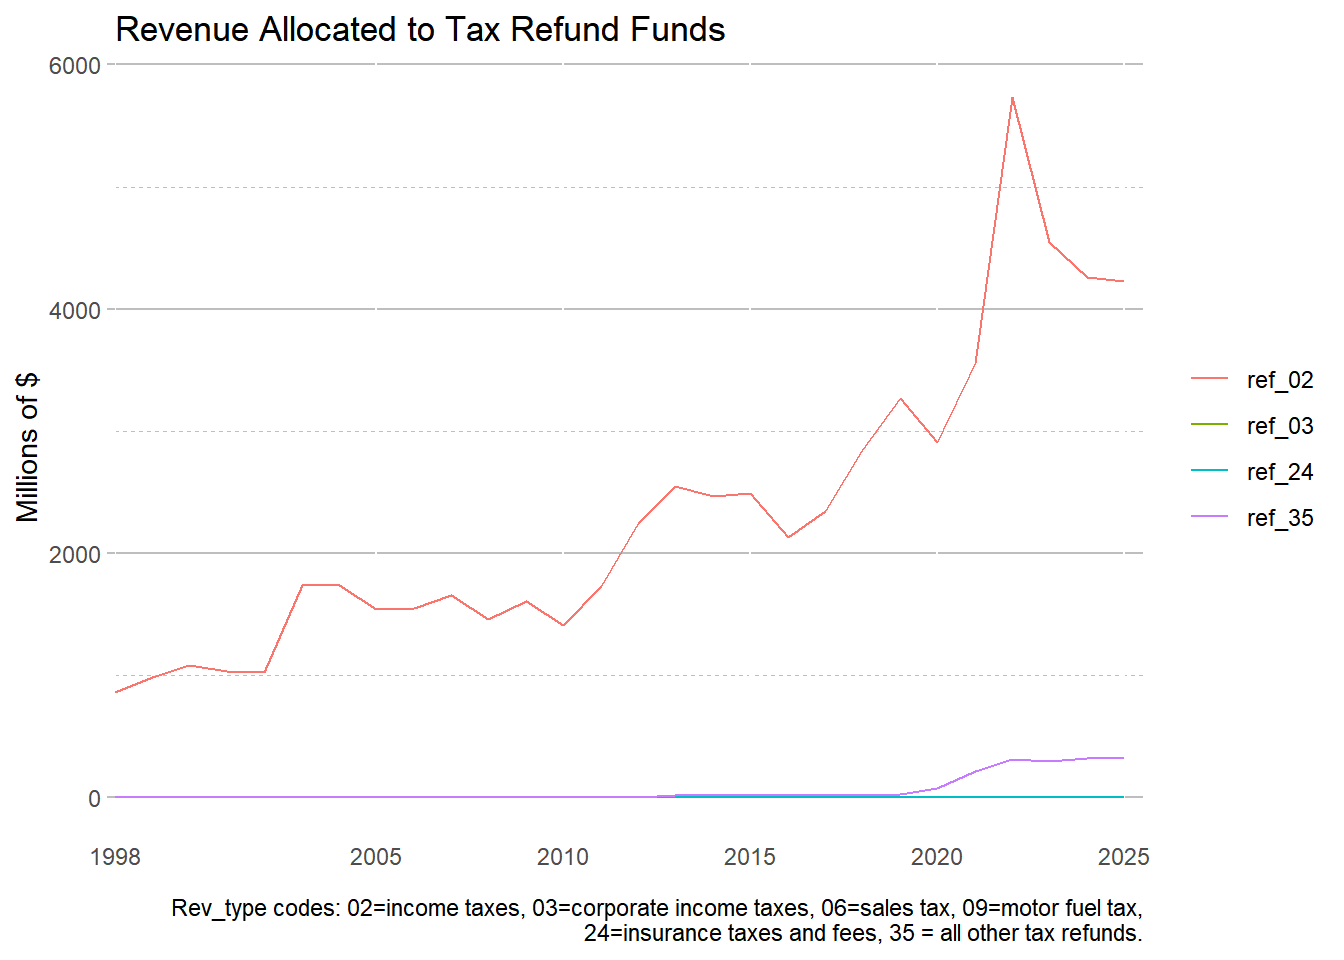 Revenue Allocated to Tax Refund Funds
6000
4000
2000
0
Millions of $
1998
2005
2010
2015
2020
2025
ref_02
ref_03
ref_24
ref_35
Rev_type codes: 02=income taxes, 03=corporate income taxes, 06=sales tax, 09=motor fuel tax,
24=insurance taxes and fees, 35 = all other tax refunds.